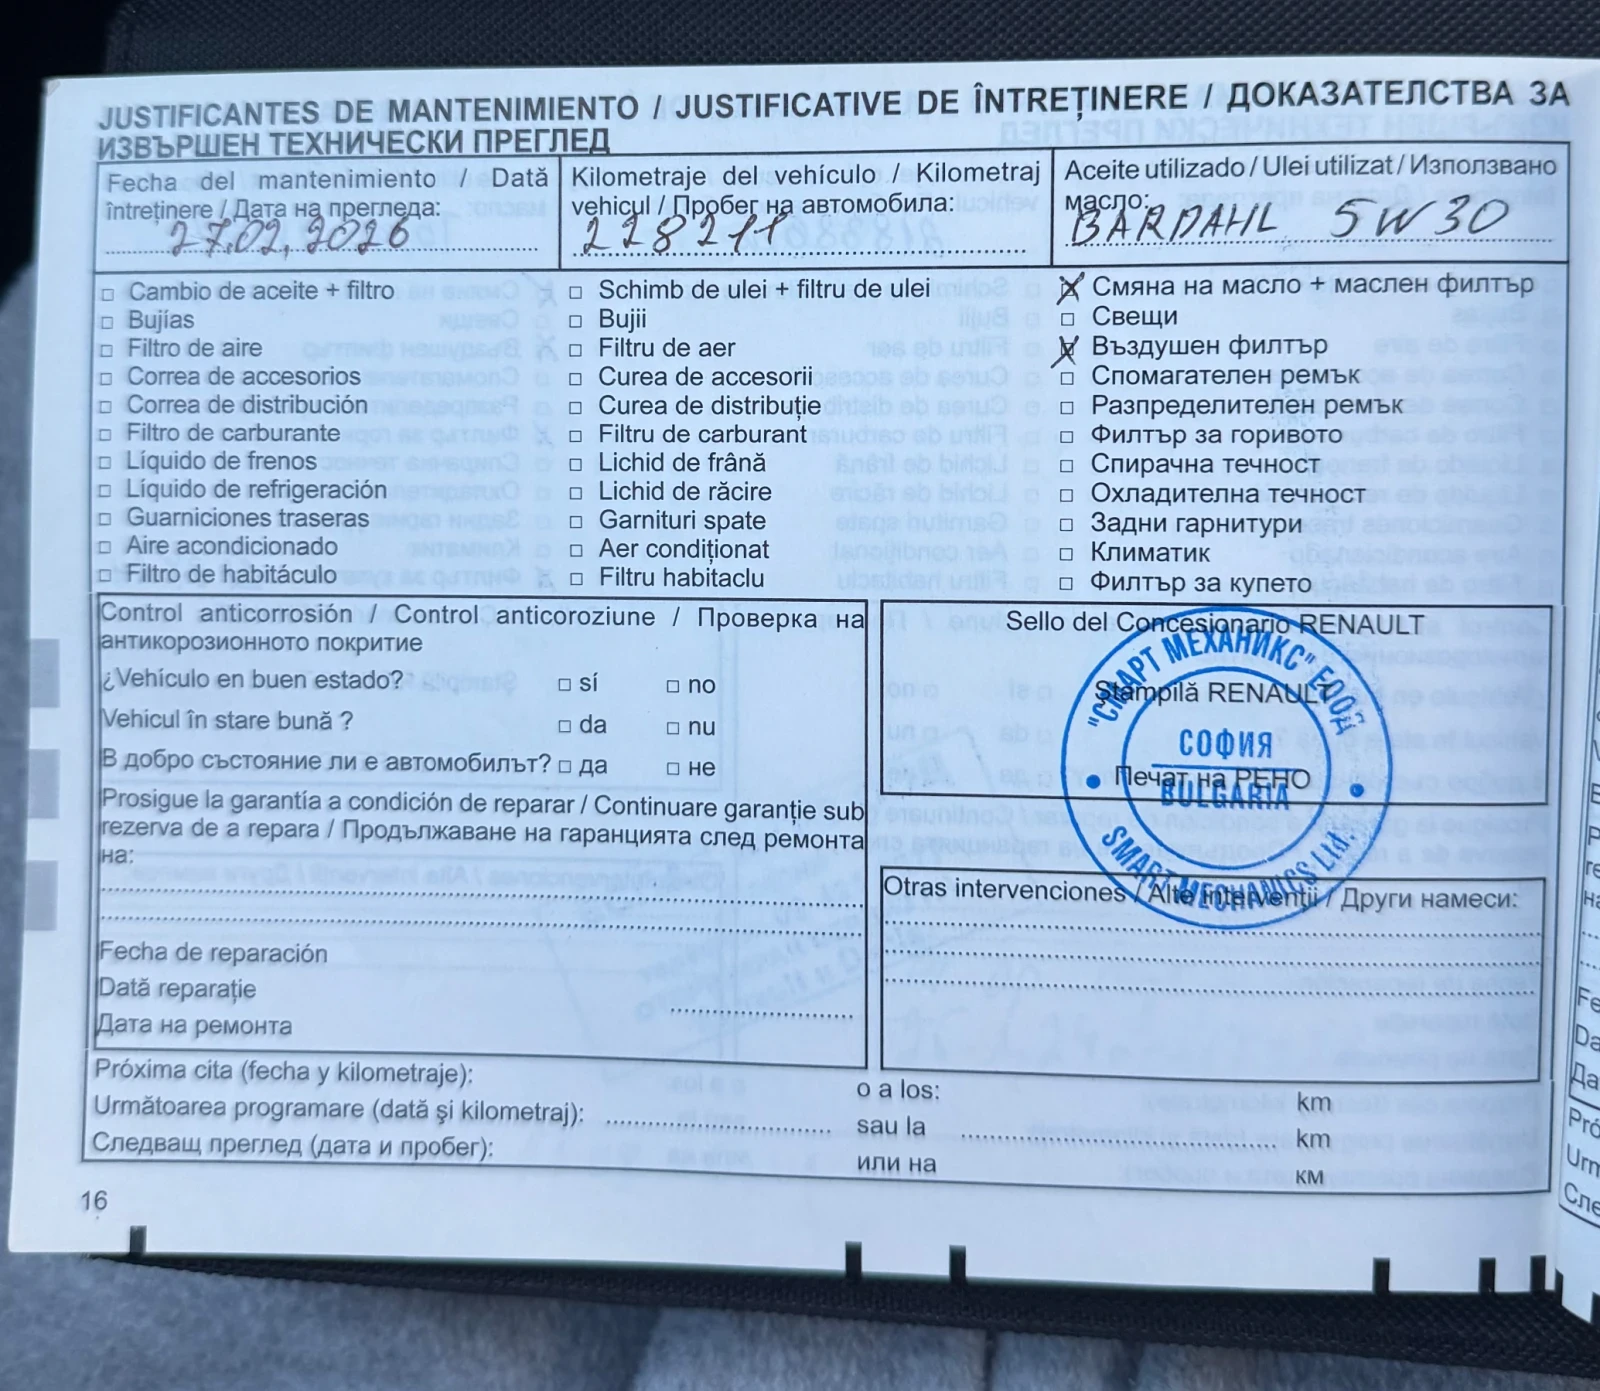 JUSTIFICANTES DE MANTENIMIENTO / JUSTIFICATIVE DE ÎNTREȚINERE / ДОКАЗАТЕЛСТВА ЗА
ИЗВЪРШЕН ТЕХНИЧЕСКИ ПРЕГЛЕД
Fecha del mantenimiento / Dată
întreținere / Дата на прегледа:
27.02.2026
Kilometraje del vehículo / Kilometraj
vehicul / Пробег на автомобила:
228211
Aceite utilizado / Ulei utilizat / Използвано
масло:
BARDAHL 5W30
Cambio de aceite + filtro
Bujías
Filtro de aire
Correa de accesorios
Correa de distribución
Filtro de carburante
Líquido de frenos
Líquido de refrigeración
Guarniciones traseras
Aire acondicionado
Filtro de habitáculo
Schimb de ulei + filtru de ulei
Bujii
Filtru de aer
Curea de accesorii
Curea de distribuție
Filtru de carburant
Lichid de frână
Lichid de răcire
Garnituri spate
Aer condiționat
Filtru habitaclu
Смяна на масло + маслен филтър
Свещи
Въздушен филтър
Спомагателен ремък
Разпределителен ремък
Филтър за горивото
Спирачна течност
Охладителна течност
Задни гарнитури
Климатик
Филтър за купето
Control anticorrosión / Control anticoroziune / Проверка на
антикорозионното покритие
¿Vehículo en buen estado? sí no
Vehicul în stare bună ? da nu
В добро състояние ли е автомобилът? да не
Prosigue la garantía a condición de reparar / Continuare garanție sub
rezerva de a repara / Продължаване на гаранцията след ремонта
на:
Fecha de reparación
Dată reparație
Дата на ремонта
Sello del Concesionario RENAULT
Ștampilă RENAULT
Печат на РЕНО
"СМАРТ МЕХАНИКС" ЕООД
СОФИЯ
BULGARIA
SMART MECHANICS Ltd.
Otras intervenciones / Alte intervenții / Други намеси:
Próxima cita (fecha y kilometraje): o a los: km
Următoarea programare (dată şi kilometraj): sau la km
Следващ преглед (дата и пробег): или на км
16